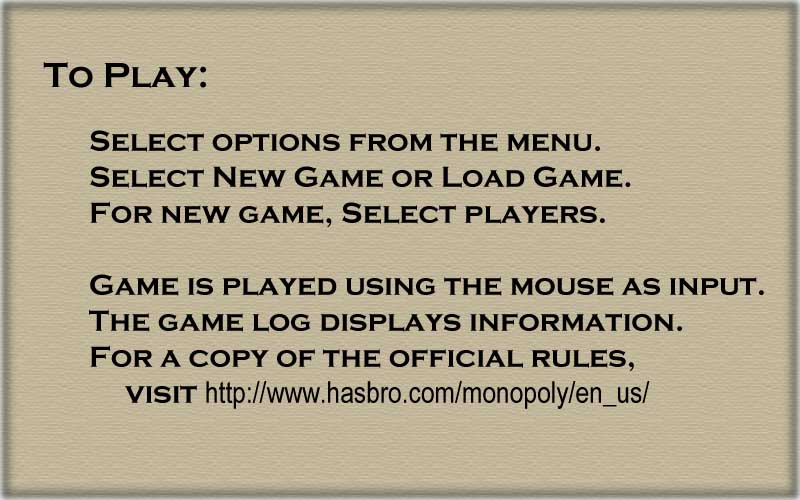 To Play:
Select options from the menu.
Select New Game or Load Game.
For new game, Select players.
Game is played using the mouse as input.
The game log displays information.
For a copy of the official rules,
visit http://www.hasbro.com/monopoly/en_us/